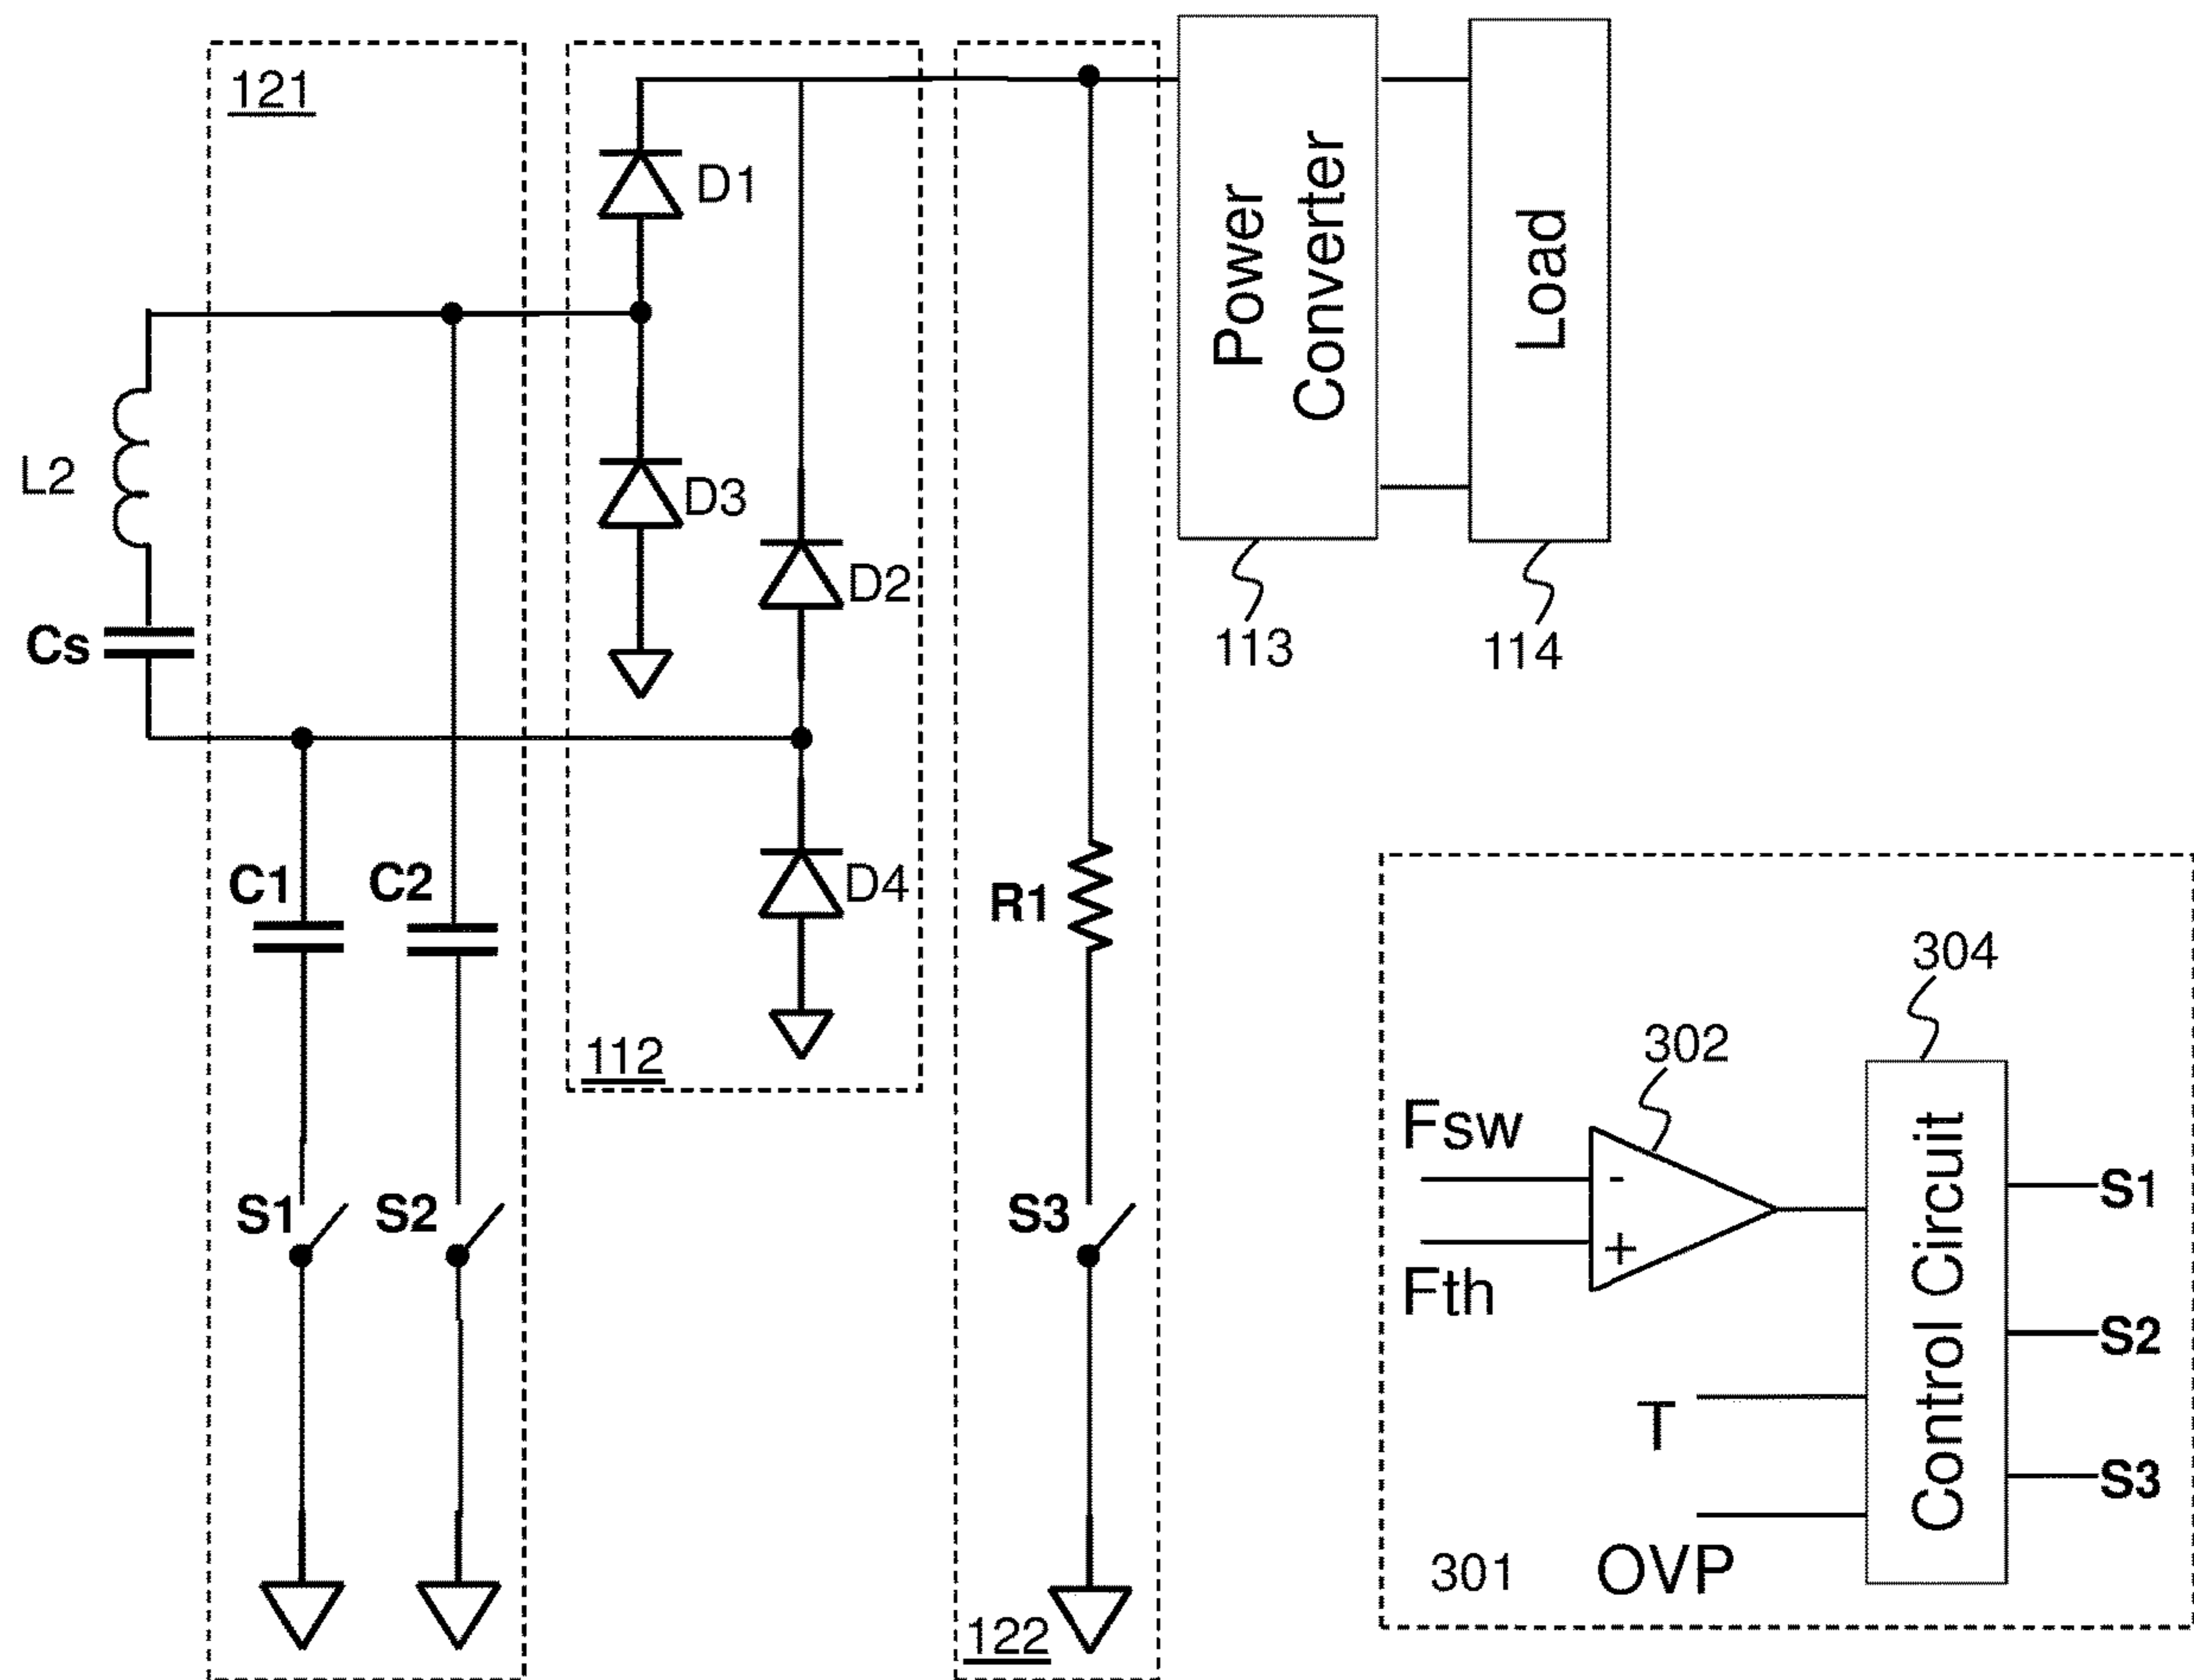 121
D1
Power
Converter
Load
L2
D3
D2
Cs
113
114
C1
C2
D4
R1
304
112
302
Fsw
-
+
Fth
Control Circuit
S1
S2
S3
S1
S2
T
S3
301
OVP
122